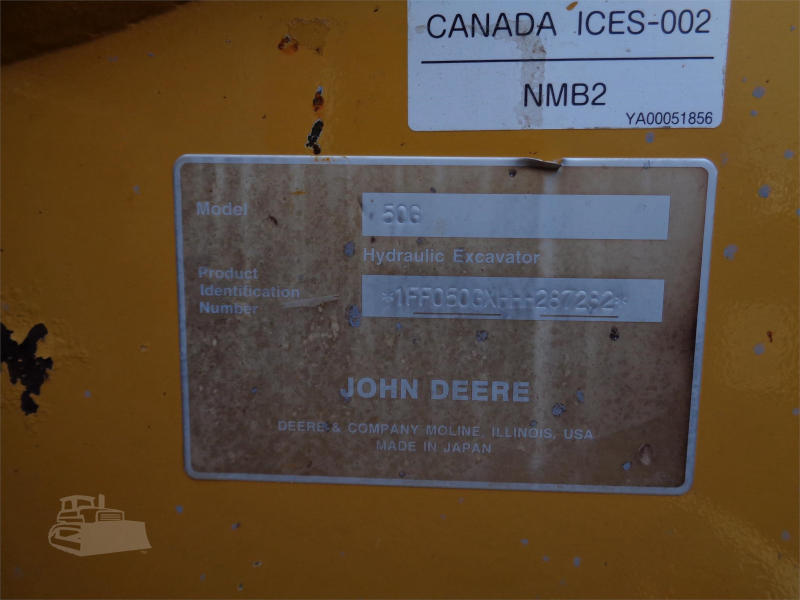 CANADA ICES-002
NMB2
YA00051856
Model
50G
Hydraulic Excavator
Product
Identification
Number
JOHN DEERE
DEERE & COMPANY MOLINE, ILLINOIS, USA
MADE IN JAPAN